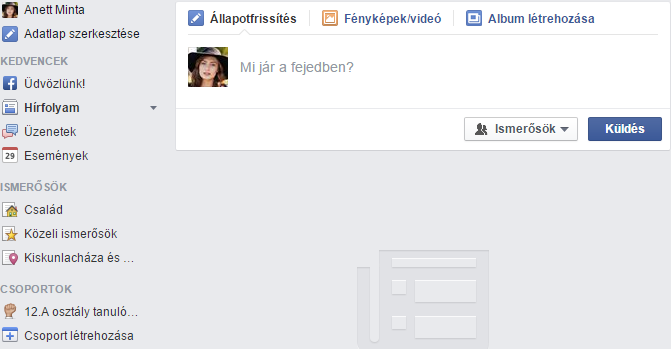 Anett Minta
Adatlap szerkesztése
KEDVENCEK
Üdvözlünk!
Hírfolyam
Üzenetek
29 Események
ISMERŐSÖK
Család
Közeli ismerősök
Kiskunlacháza és ...
CSOPORTOK
12.A osztály tanuló...
Csoport létrehozása
Állapotfrissítés Fényképek/videó Album létrehozása
Mi jár a fejedben?
Ismerősök Küldés